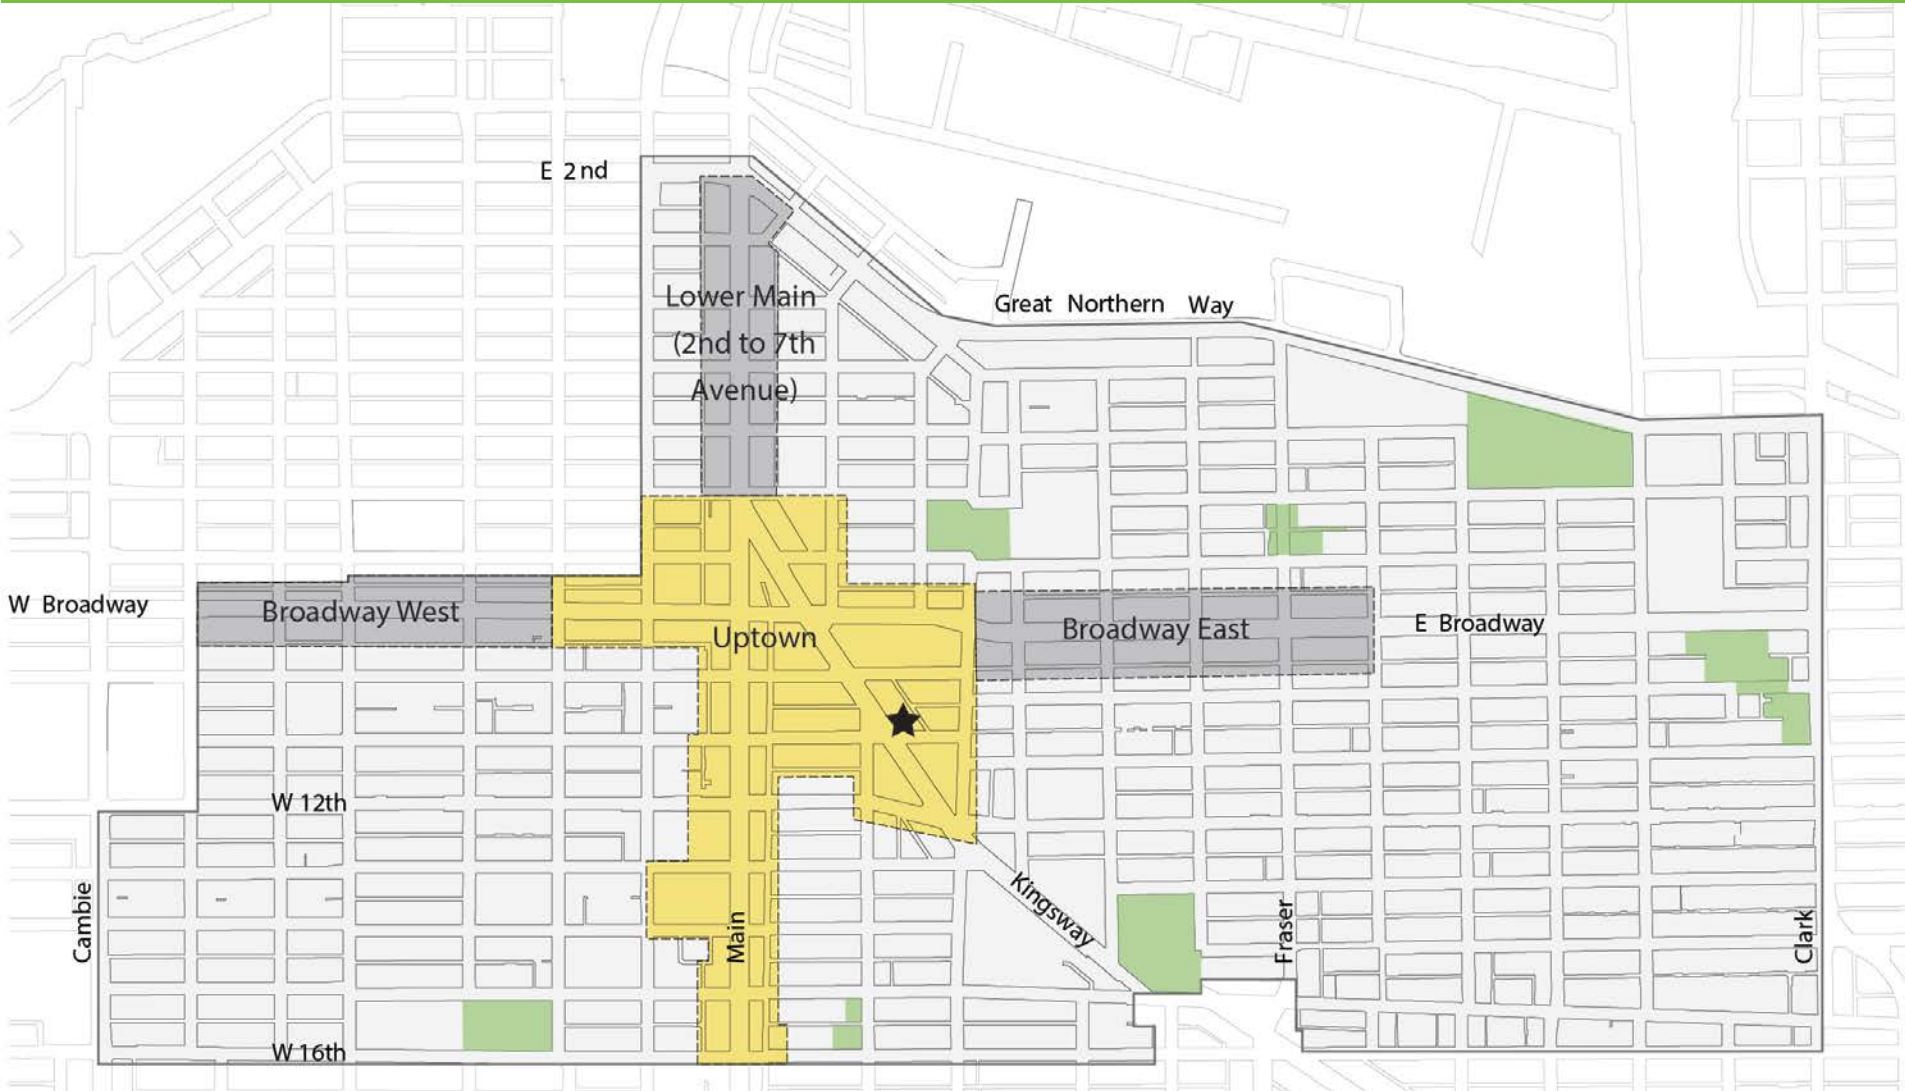 E 2nd
Lower Main
(2nd to 7th
Avenue)
Great Northern Way
W Broadway
Broadway West
Uptown
Broadway East
E Broadway
W 12th
Cambie
Main
Kingsway
Fraser
Clark
W 16th